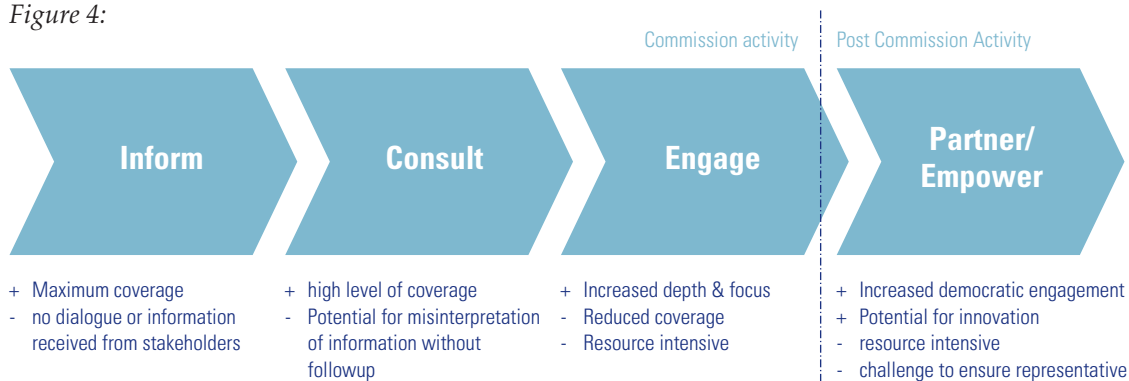 Figure 4:
Commission activity
Post Commission Activity
Inform
Consult
Engage
Partner/
Empower
+ Maximum coverage
- no dialogue or information
received from stakeholders
+ high level of coverage
- Potential for misinterpretation
of information without
followup
+ Increased depth & focus
- Reduced coverage
- Resource intensive
+ Increased democratic engagement
+ Potential for innovation
- resource intensive
- challenge to ensure representative